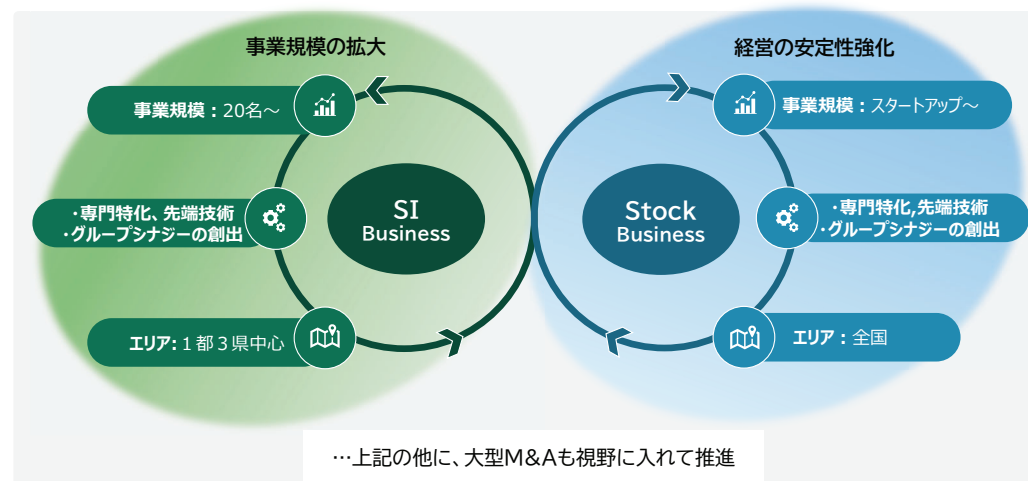 事業規模の拡大
事業規模：20名～
・専門特化、先端技術
・グループシナジーの創出
エリア：１都３県中心
SI
Business
経営の安定性強化
事業規模：スタートアップ～
・専門特化,先端技術
・グループシナジーの創出
エリア：全国
Stock
Business
…上記の他に、大型M&Aも視野に入れて推進